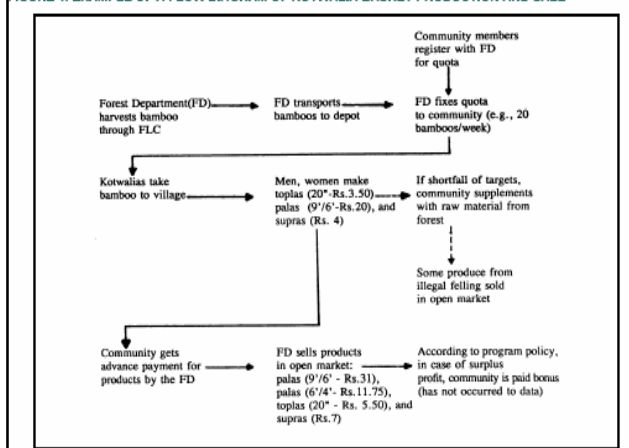 Community members
register with FD
for quota
Forest Department(FD)
harvests bamboo
through FLC
FD transports
bamboos to depot
FD fixes quota
to community (e.g., 20
bamboos/week)
Kotwalias take
bamboo to village
Men, women make
toplas (20"-Rs.3.50)
palas (9'/6'-Rs.20), and
supras (Rs. 4)
If shortfall of targets,
community supplements
with raw material from
forest
Some produce from
illegal felling sold
in open market
Community gets
advance payment for
products by the FD
FD sells products
in open market:
palas (9'/6' - Rs.31),
palas (6'/4'- Rs.11.75),
toplas (20" - Rs. 5.50), and
supras (Rs.7)
According to program policy,
in case of surplus
profit, community is paid bonus
(has not occurred to data)